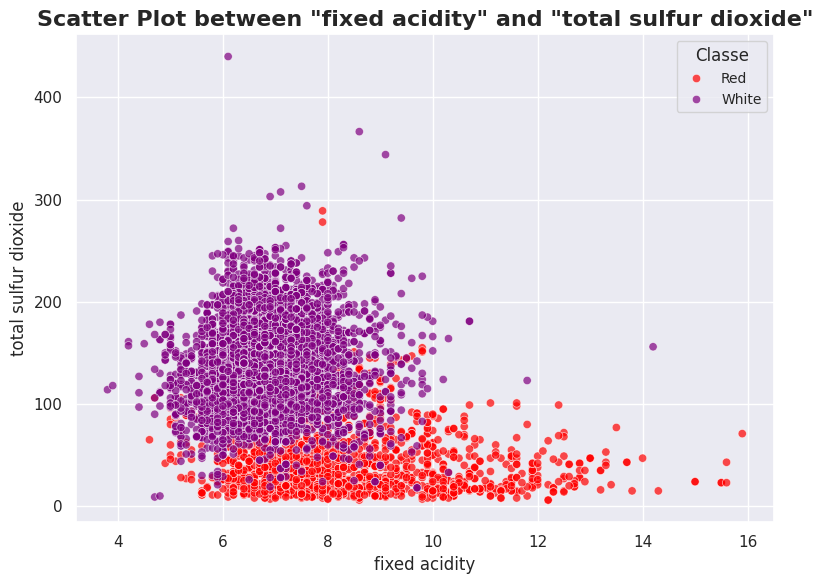 Scatter Plot between "fixed acidity" and "total sulfur dioxide"
Classe
Red
White
total sulfur dioxide
400
300
200
100
0
4 6 8 10 12 14 16
fixed acidity